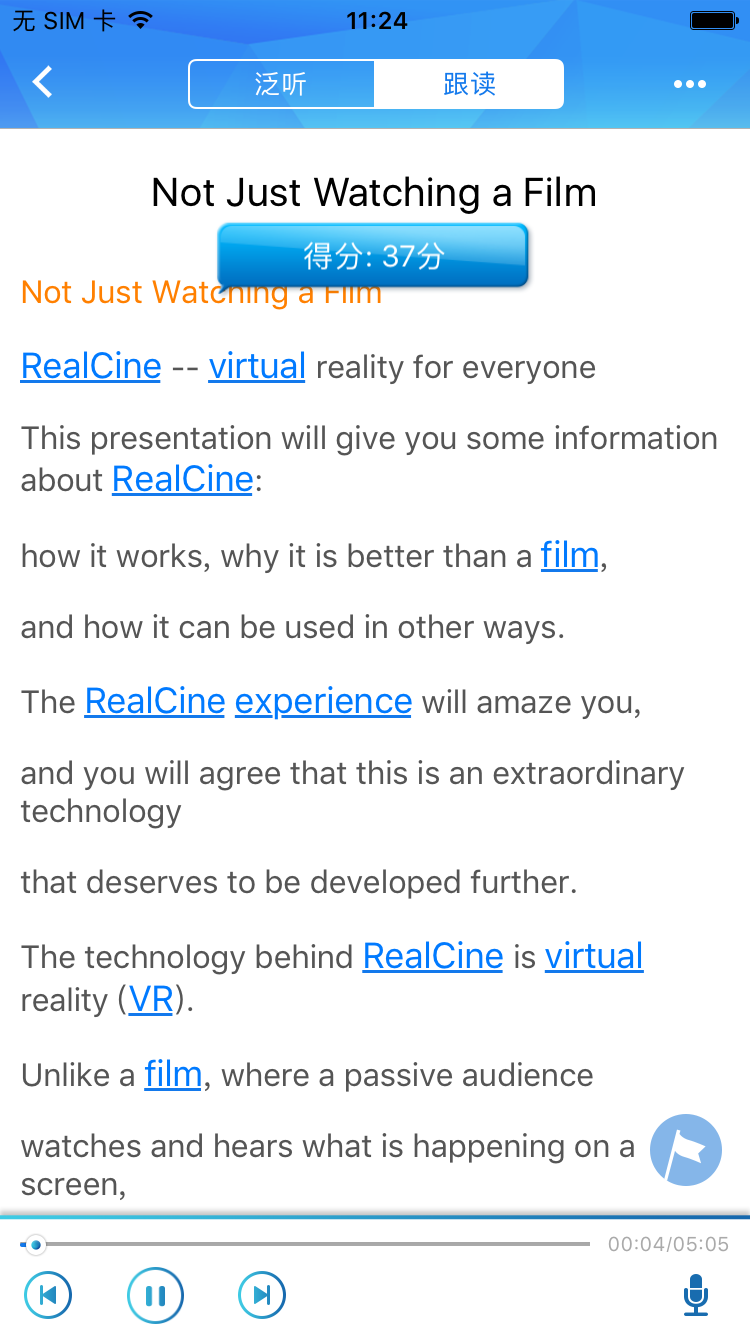 无 SIM 卡 11:24
泛听 跟读
Not Just Watching a Film
得分: 37分
Not Just Watching a Film
RealCine -- virtual reality for everyone
This presentation will give you some information
about RealCine:
how it works, why it is better than a film,
and how it can be used in other ways.
The RealCine experience will amaze you,
and you will agree that this is an extraordinary
technology
that deserves to be developed further.
The technology behind RealCine is virtual
reality (VR).
Unlike a film, where a passive audience
watches and hears what is happening on a
screen,
00:04/05:05